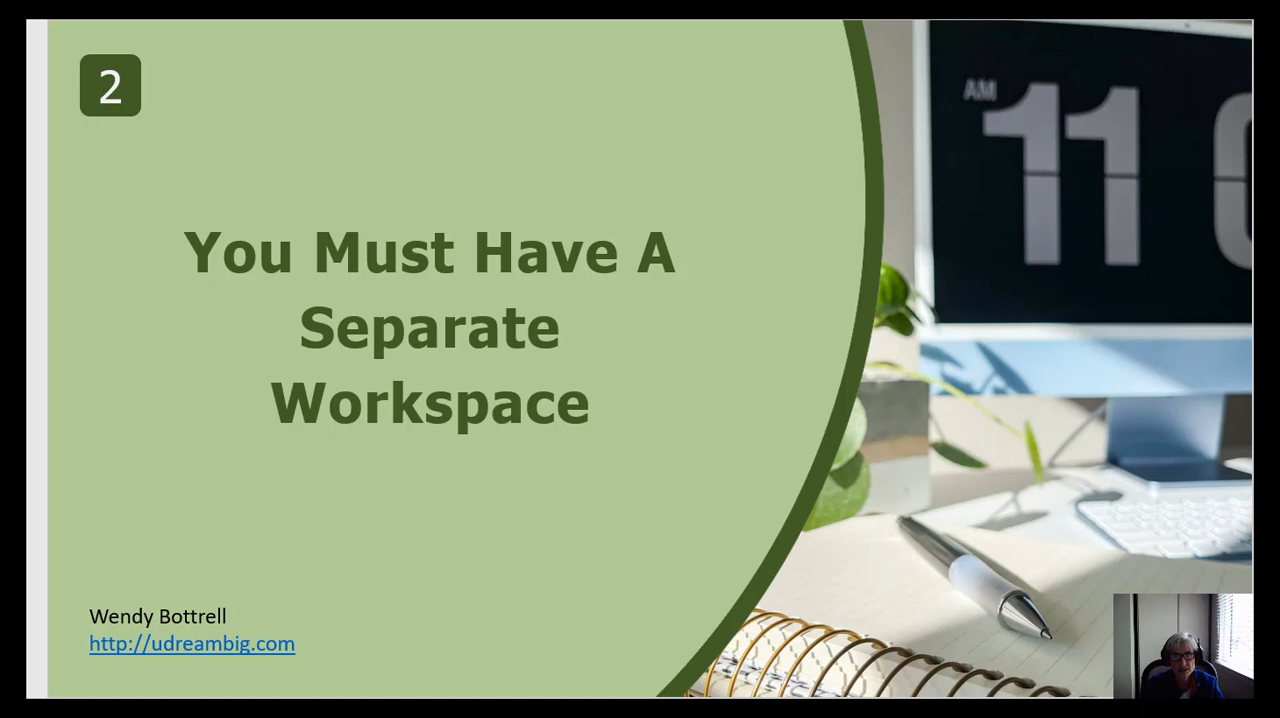 2
You Must Have A
Separate
Workspace
Wendy Bottrell
http://udreambig.com
AM
11